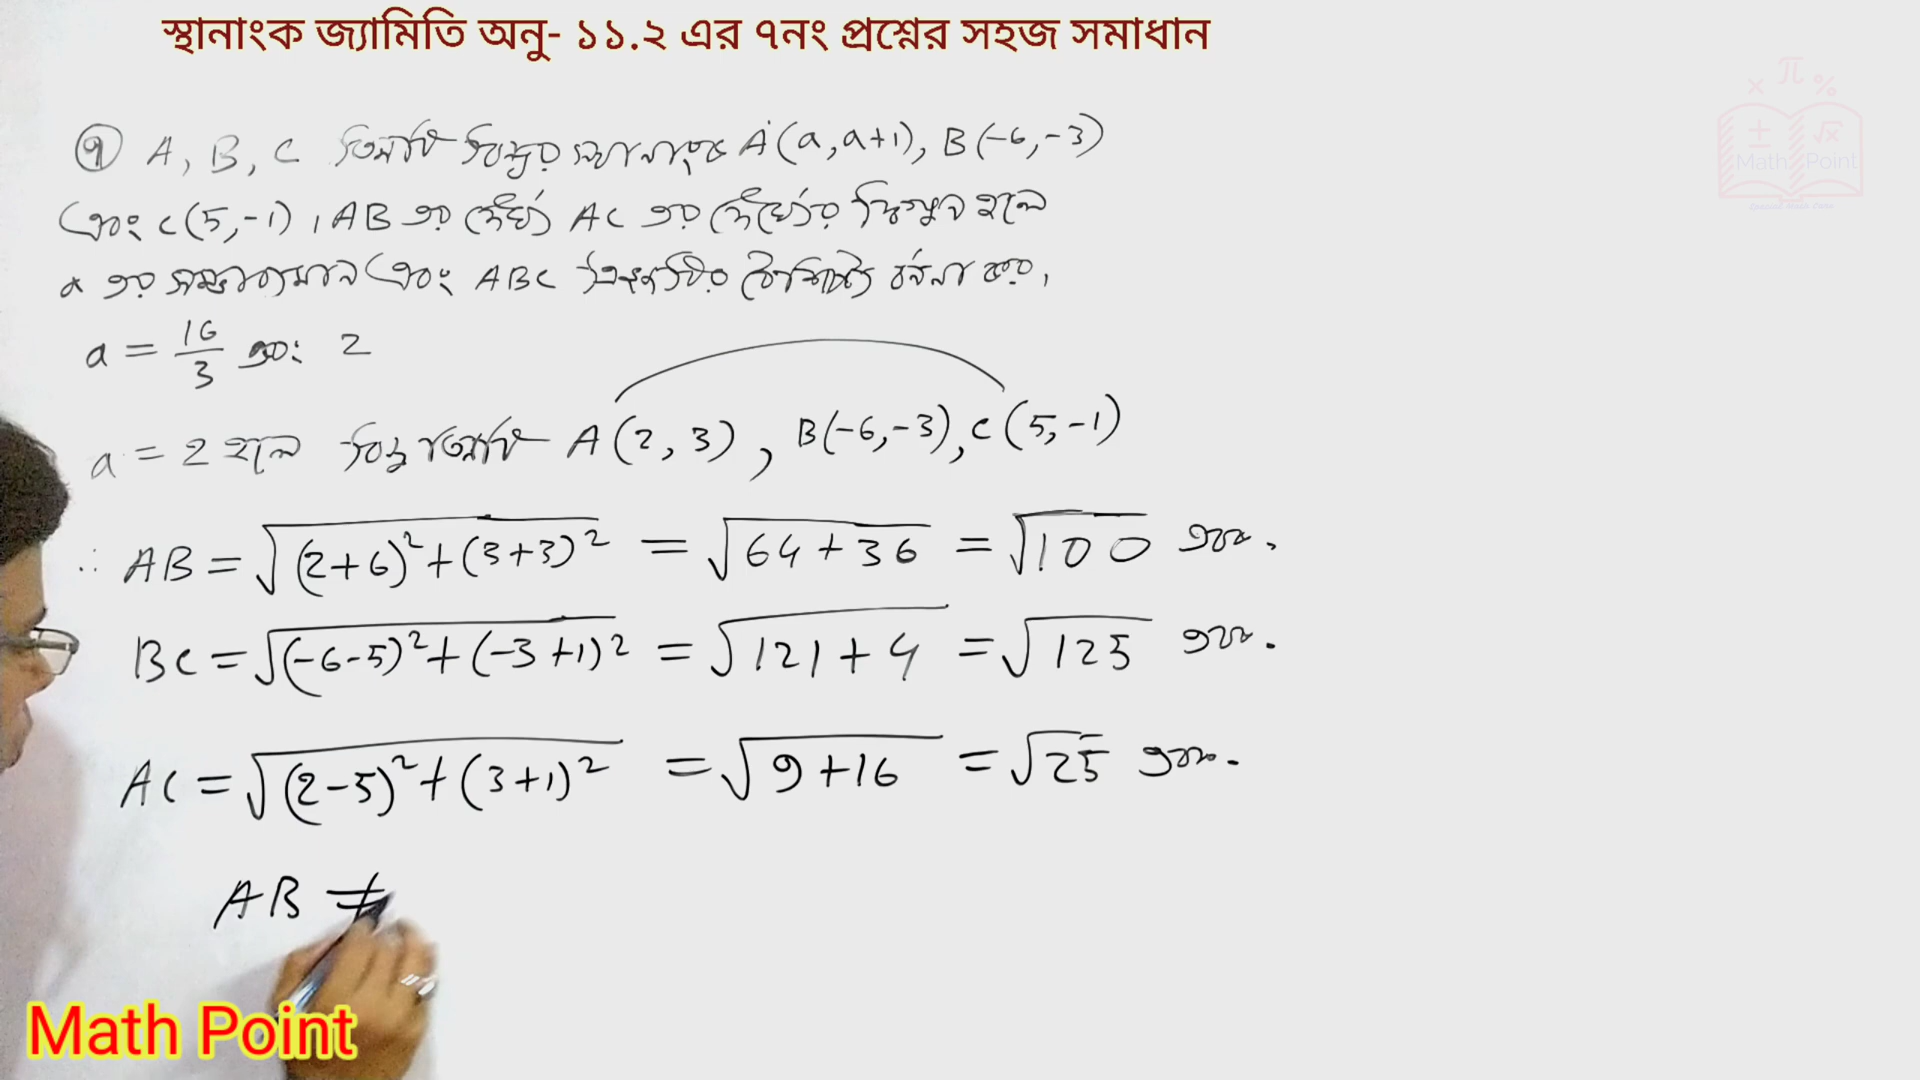 স্থানাংক জ্যামিতি অনু- ১১.২ এর ৭নং প্রশ্নের সহজ সমাধান
Math Point
৭ A, B, C তিনটি বিন্দুর স্থানাংক A(a, a+1), B(-6, -3)
এবং C(5, -1), AB এর দৈর্ঘ্য AC এর দৈর্ঘ্যের দ্বিগুণ হলে
a এর সম্ভাব্য মান এবং ABC ত্রিভুজটির বৈশিষ্ট্য বর্ণনা কর।
a = 16/3 এবং 2
a = 2 হলে বিন্দু তিনটি A(2, 3), B(-6, -3), C(5, -1)
∴ AB = √(2+6)² + (3+3)² = √64 + 36 = √100 একক.
BC = √(-6-5)² + (-3+1)² = √121 + 4 = √125 একক.
AC = √(2-5)² + (3+1)² = √9 + 16 = √25 একক.
AB ≠
Math Point